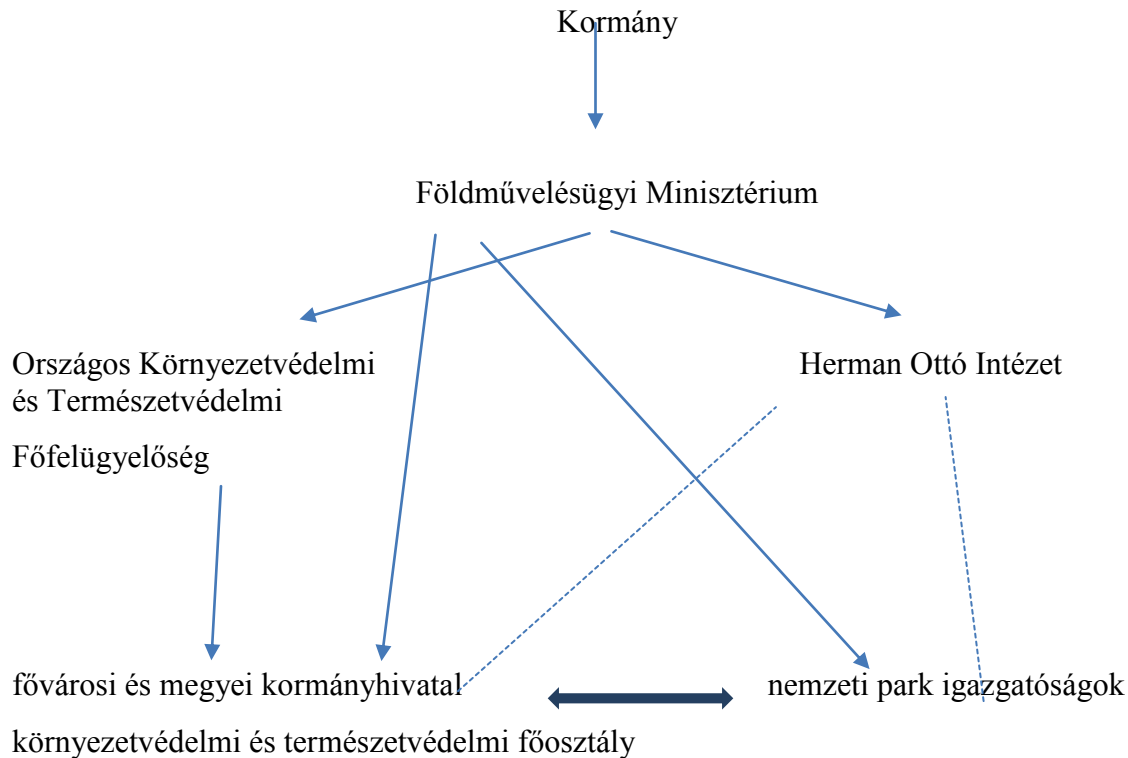 Kormány
Földművelésügyi Minisztérium
Országos Környezetvédelmi
és Természetvédelmi
Főfelügyelőség
Herman Ottó Intézet
fővárosi és megyei kormányhivatal
környezetvédelmi és természetvédelmi főosztály
nemzeti park igazgatóságok